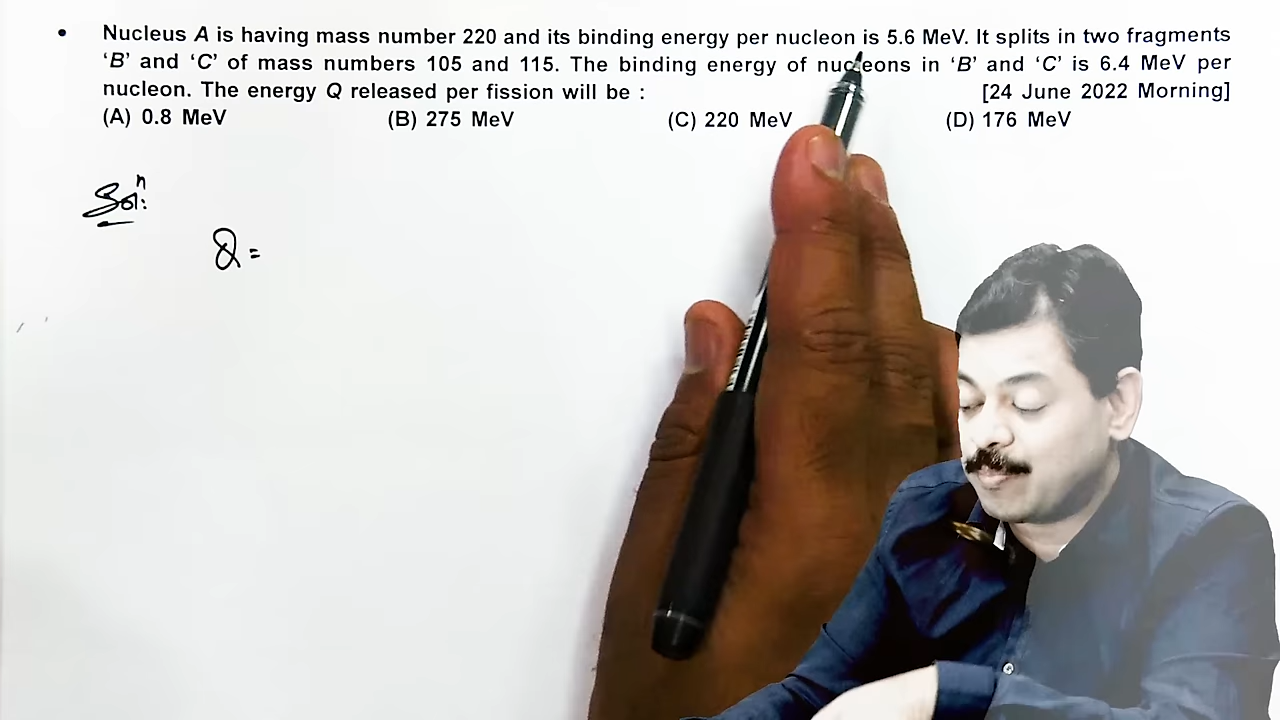 • Nucleus A is having mass number 220 and its binding energy per nucleon is 5.6 MeV. It splits in two fragments
‘B’ and ‘C’ of mass numbers 105 and 115. The binding energy of nucleons in ‘B’ and ‘C’ is 6.4 MeV per
nucleon. The energy Q released per fission will be : [24 June 2022 Morning]
(A) 0.8 MeV (B) 275 MeV (C) 220 MeV (D) 176 MeV
Solⁿ:
Q =